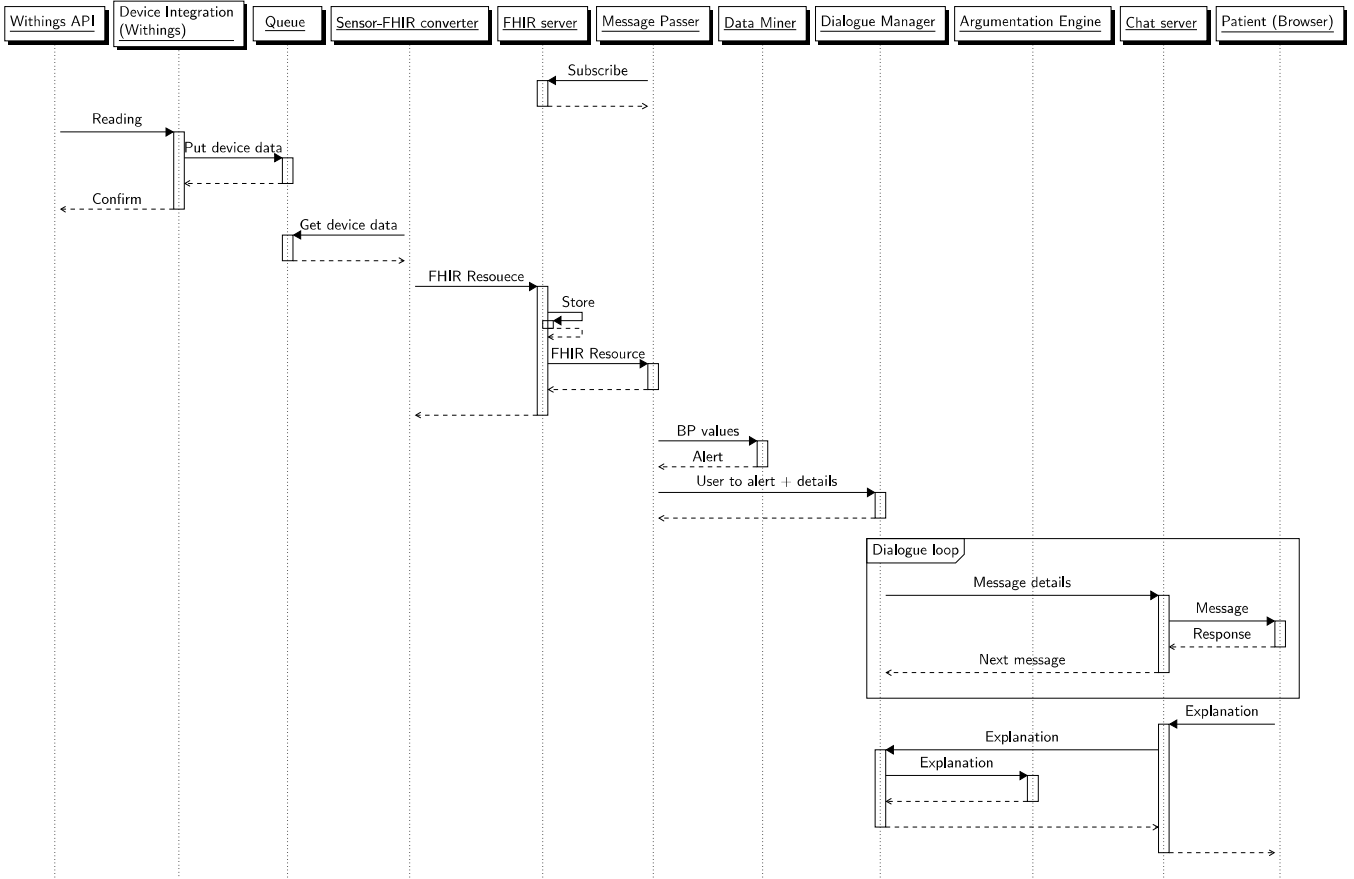 Withings API
Device Integration
(Withings)
Queue
Sensor-FHIR converter
FHIR server
Message Passer
Data Miner
Dialogue Manager
Argumentation Engine
Chat server
Patient (Browser)
Subscribe
Reading
Put device data
Confirm
Get device data
FHIR Resouece
Store
FHIR Resource
BP values
Alert
User to alert + details
Dialogue loop
Message details
Message
Response
Next message
Explanation
Explanation
Explanation